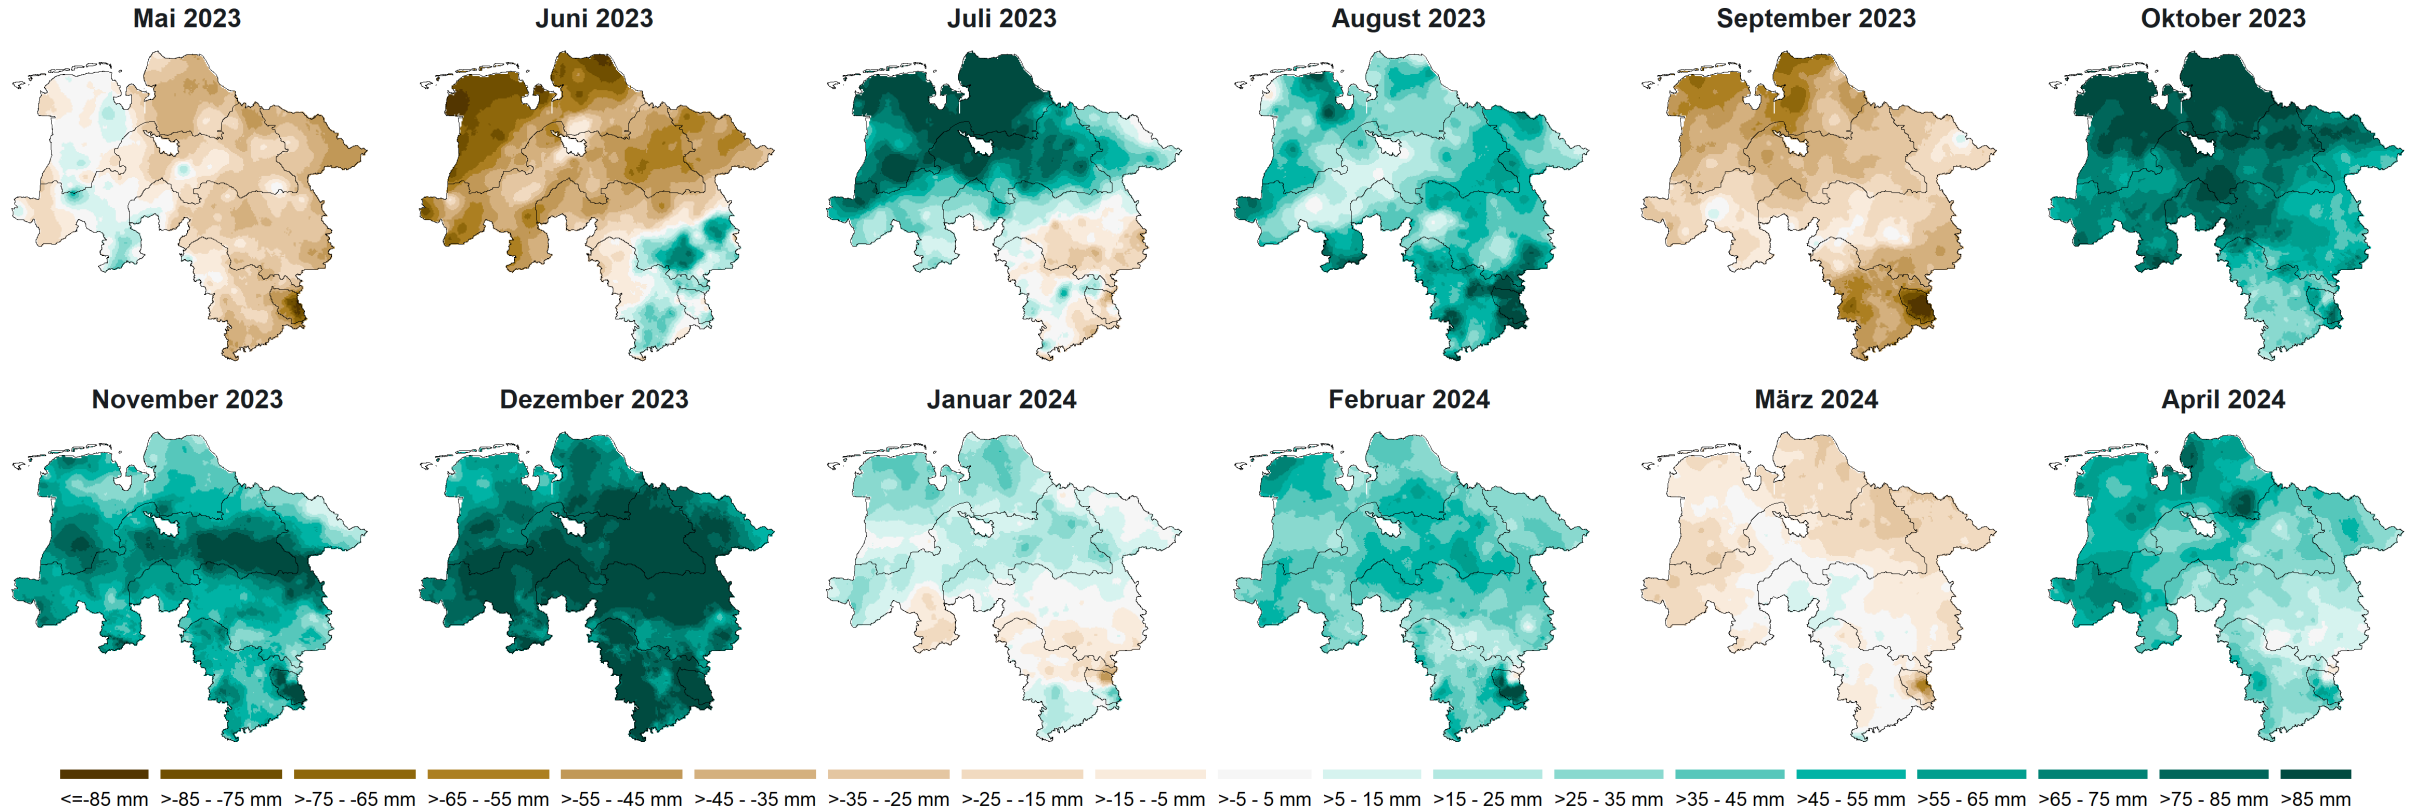 Mai 2023 Juni 2023 Juli 2023 August 2023 September 2023 Oktober 2023
November 2023 Dezember 2023 Januar 2024 Februar 2024 März 2024 April 2024
<=-85 mm >-85 - -75 mm >-75 - -65 mm >-65 - -55 mm >-55 - -45 mm >-45 - -35 mm >-35 - -25 mm >-25 - -15 mm >-15 - -5 mm >-5 - 5 mm >5 - 15 mm >15 - 25 mm >25 - 35 mm >35 - 45 mm >45 - 55 mm >55 - 65 mm >65 - 75 mm >75 - 85 mm >85 mm